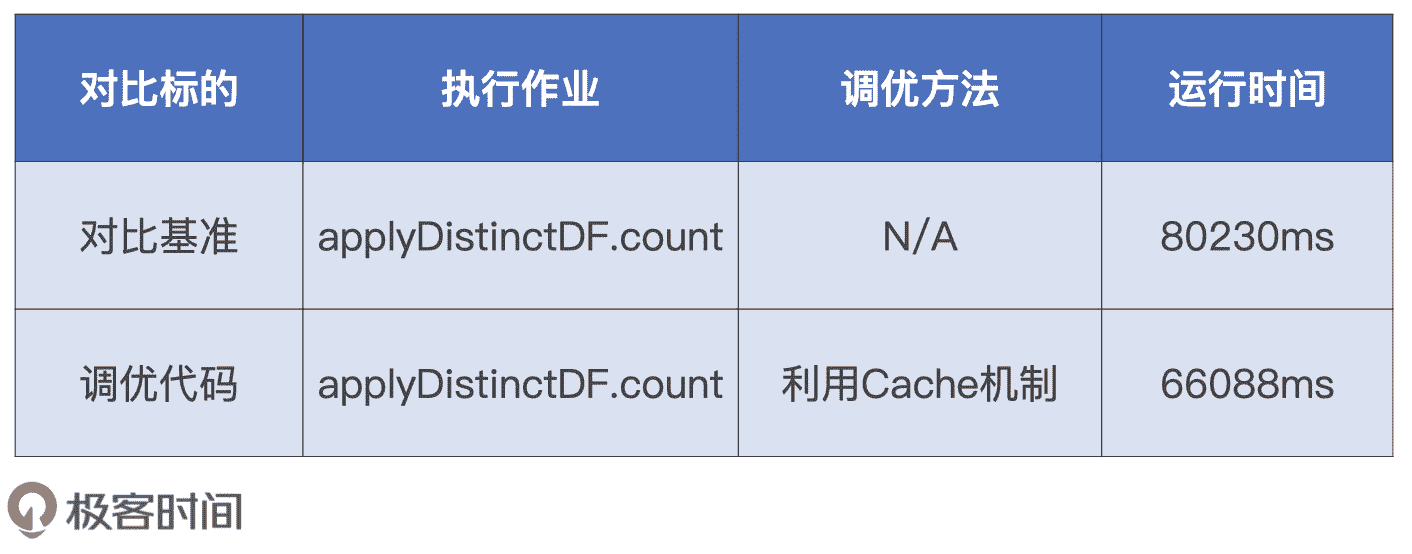 对比标的 执行作业 调优方法 运行时间
对比基准 applyDistinctDF.count N/A 80230ms
调优代码 applyDistinctDF.count 利用Cache机制 66088ms
极客时间